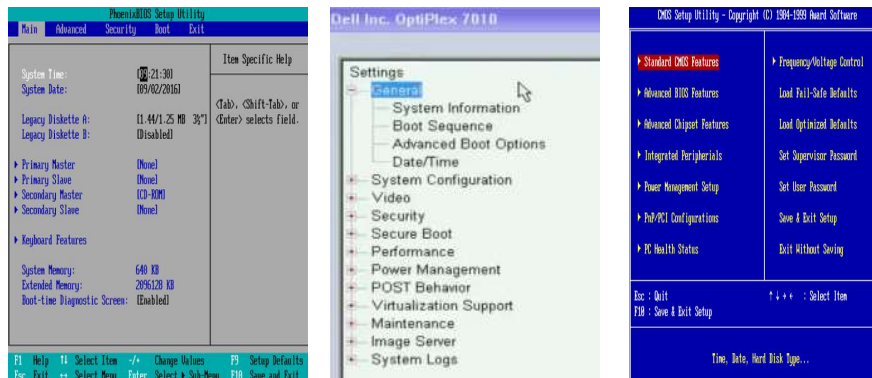 PhoenixBIOS Setup Utility
Main Advanced Security Boot Exit
Item Specific Help
System Time: :21:30]
System Date: [09/02/2016]
<Tab>, <Shift-Tab>, or
<Enter> selects field.
Legacy Diskette A: [1.44/1.25 MB 3½"]
Legacy Diskette B: [Disabled]
Primary Master [None]
Primary Slave [None]
Secondary Master [CD-ROM]
Secondary Slave [None]
Keyboard Features
System Memory: 640 KB
Extended Memory: 2096128 KB
Boot-time Diagnostic Screen: [Enabled]
F1 Help ↑↓ Select Item -/+ Change Values F9 Setup Defaults
Esc Exit ↔ Select Menu Enter Select ▸ Sub-Menu F10 Save and Exit
Dell Inc. OptiPlex 7010
Settings
General
System Information
Boot Sequence
Advanced Boot Options
Date/Time
System Configuration
Video
Security
Secure Boot
Performance
Power Management
POST Behavior
Virtualization Support
Maintenance
Image Server
System Logs
CMOS Setup Utility - Copyright (C) 1984-1999 Award Software
Standard CMOS Features
Advanced BIOS Features
Advanced Chipset Features
Integrated Peripherials
Power Management Setup
PnP/PCI Configurations
PC Health Status
Frequency/Voltage Control
Load Fail-Safe Defaults
Load Optimized Defaults
Set Supervisor Password
Set User Password
Save & Exit Setup
Exit Without Saving
Esc : Quit ↑ ↓ → ← : Select Item
F10 : Save & Exit Setup
Time, Date, Hard Disk Type...